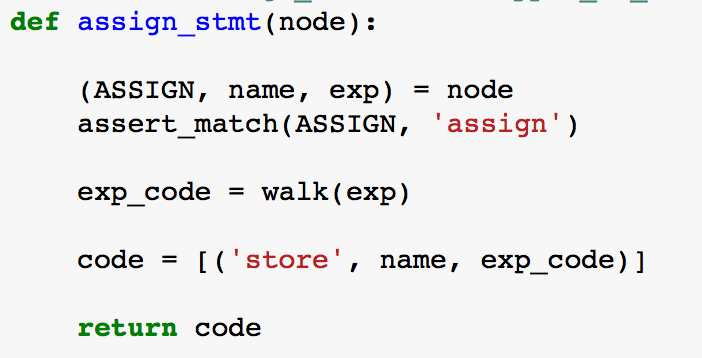 def assign_stmt(node):
(ASSIGN, name, exp) = node
assert_match(ASSIGN, 'assign')
exp_code = walk(exp)
code = [('store', name, exp_code)]
return code